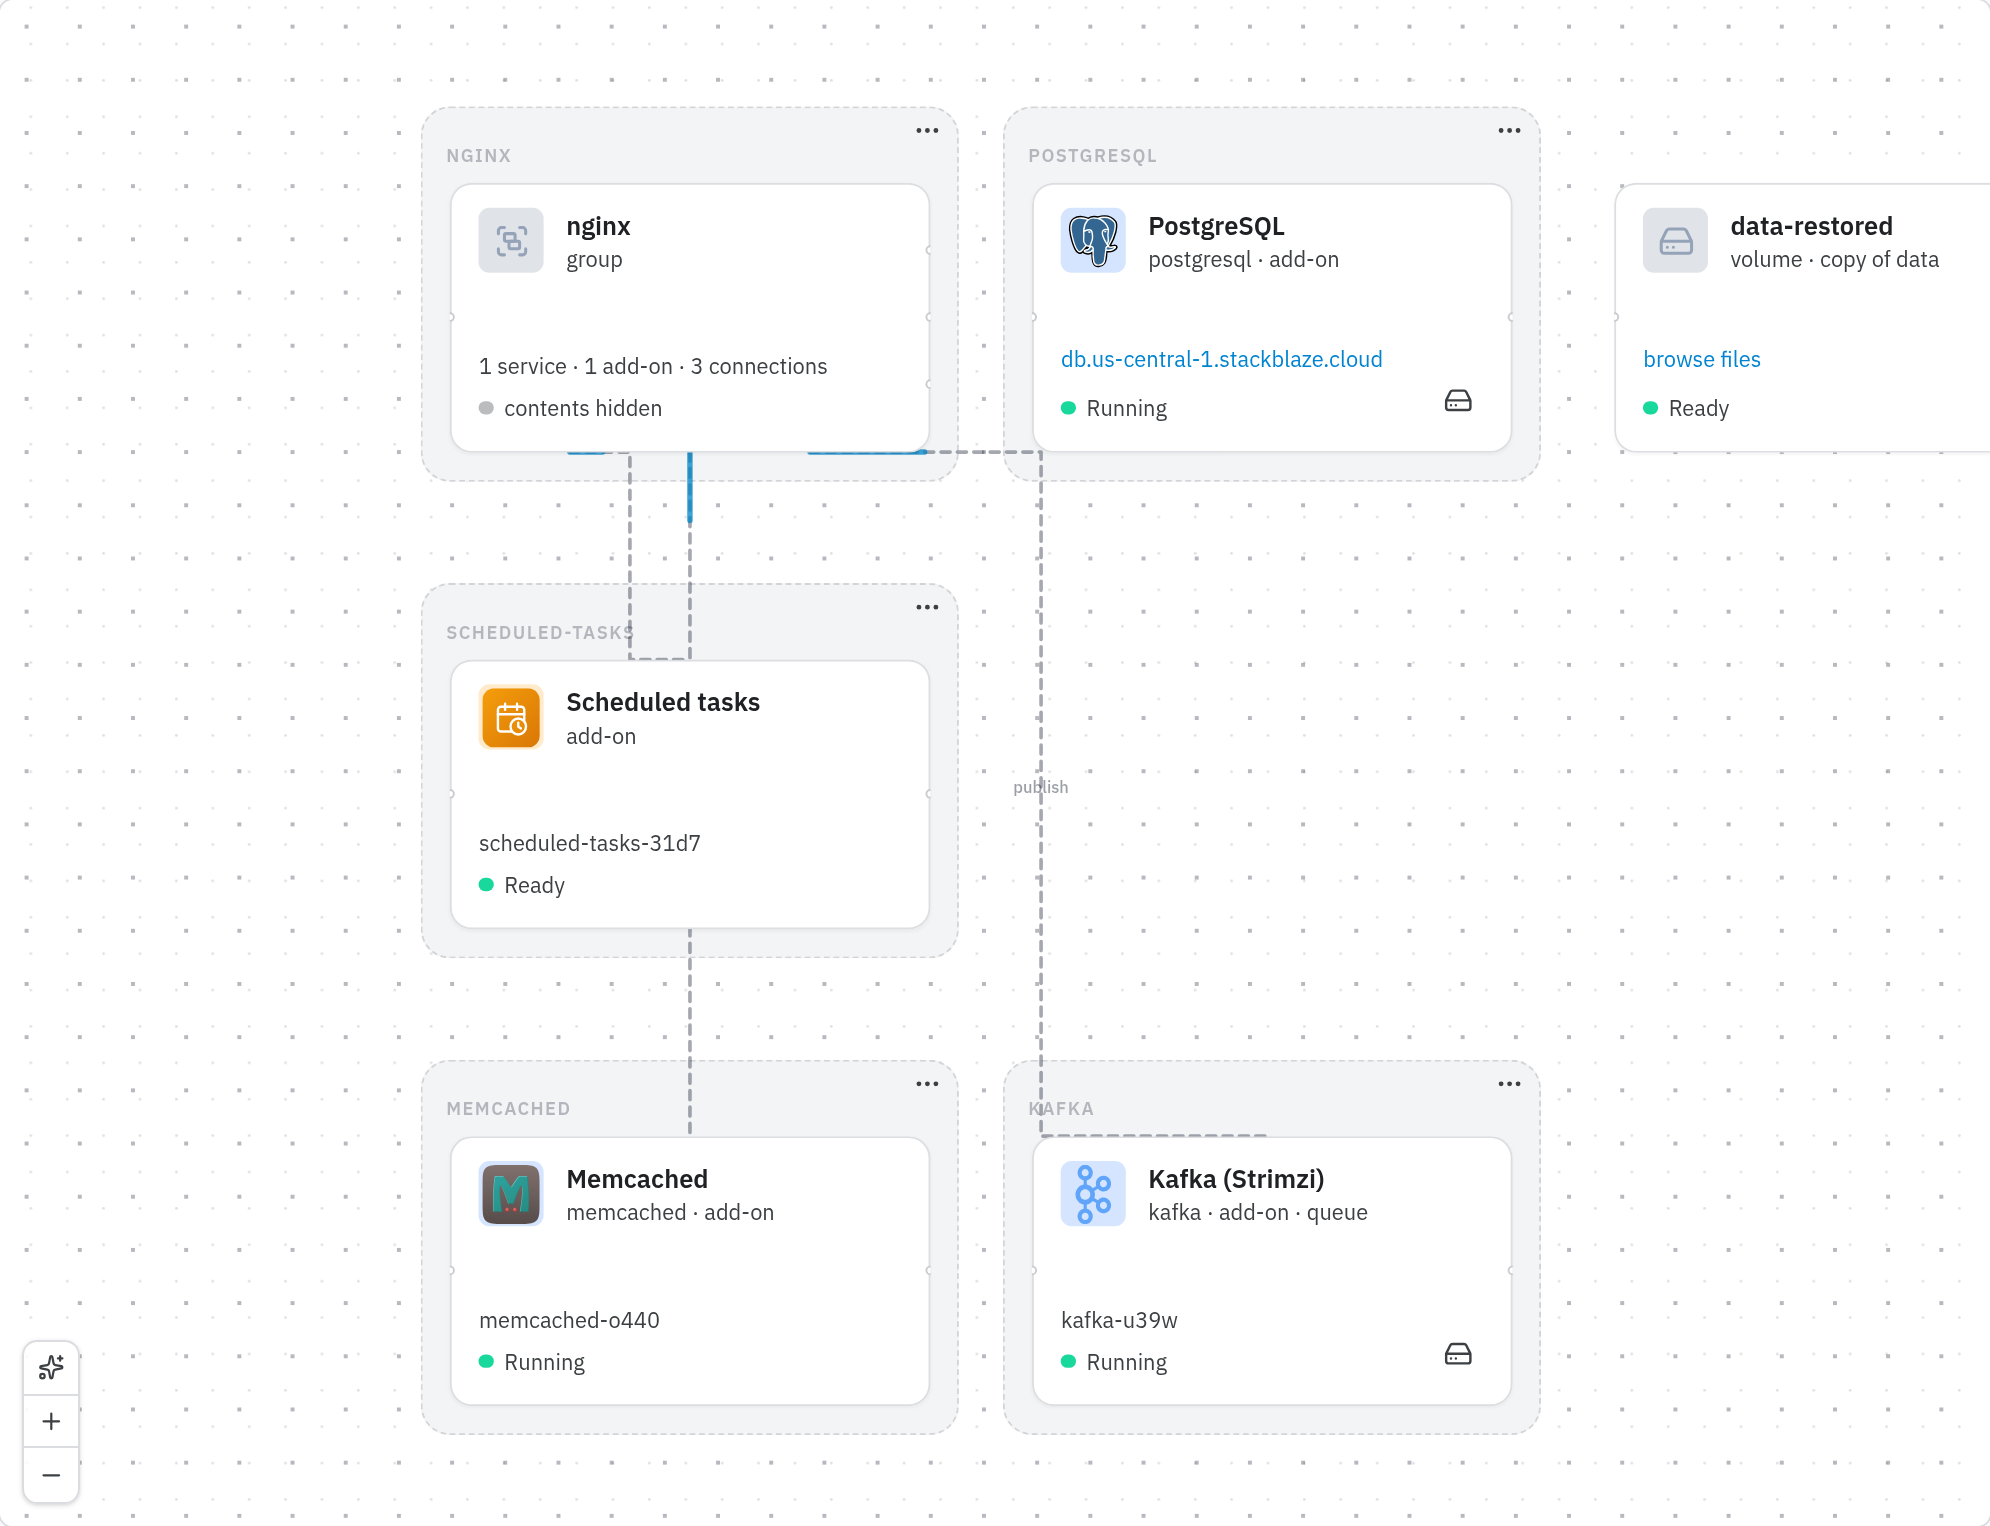 NGINX
nginx
group
1 service · 1 add-on · 3 connections
contents hidden
POSTGRESQL
PostgreSQL
postgresql · add-on
db.us-central-1.stackblaze.cloud
Running
data-restored
volume · copy of data
browse files
Ready
SCHEDULED-TASKS
Scheduled tasks
add-on
scheduled-tasks-31d7
Ready
publish
MEMCACHED
Memcached
memcached · add-on
memcached-o440
Running
KAFKA
Kafka (Strimzi)
kafka · add-on · queue
kafka-u39w
Running